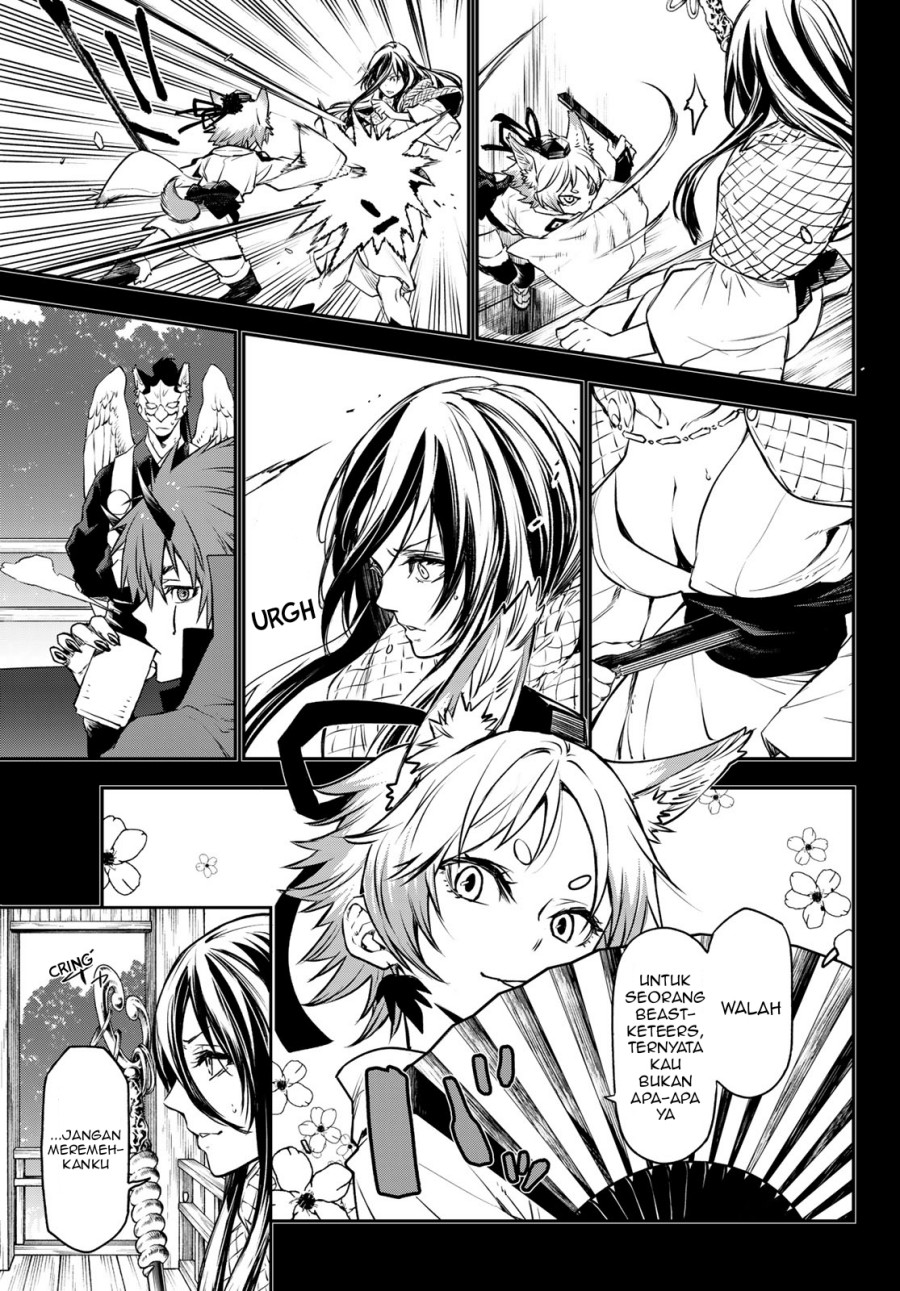 URGH
WALAH
UNTUK
SEORANG
BEAST-
KETEERS,
TERNYATA
KAU
BUKAN
APA-APA
YA
CRING
...JANGAN
MEREMEH-
KANKU